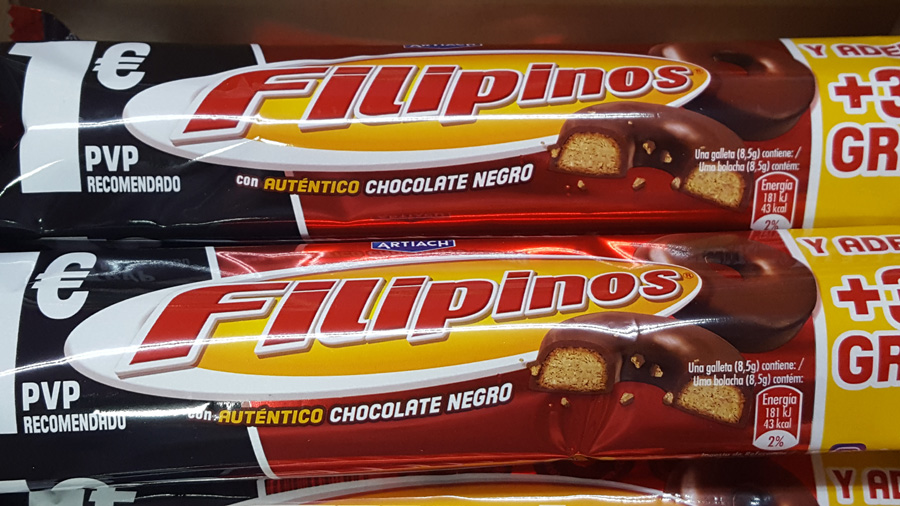 ARTIACH
1€
PVP
RECOMENDADO
Filipinos
con AUTÉNTICO CHOCOLATE NEGRO
Una galleta (8,5g) contiene: /
Uma bolacha (8,5g) contém:
Energía
181 kJ
43 kcal
2%
Y ADE
+3
GR
ARTIACH
€
PVP
RECOMENDADO
Filipinos®
con AUTÉNTICO CHOCOLATE NEGRO
Una galleta (8,5g) contiene: /
Uma bolacha (8,5g) contém:
Energía
181 kJ
43 kcal
2%
Y ADE
+3
GR
Y AD